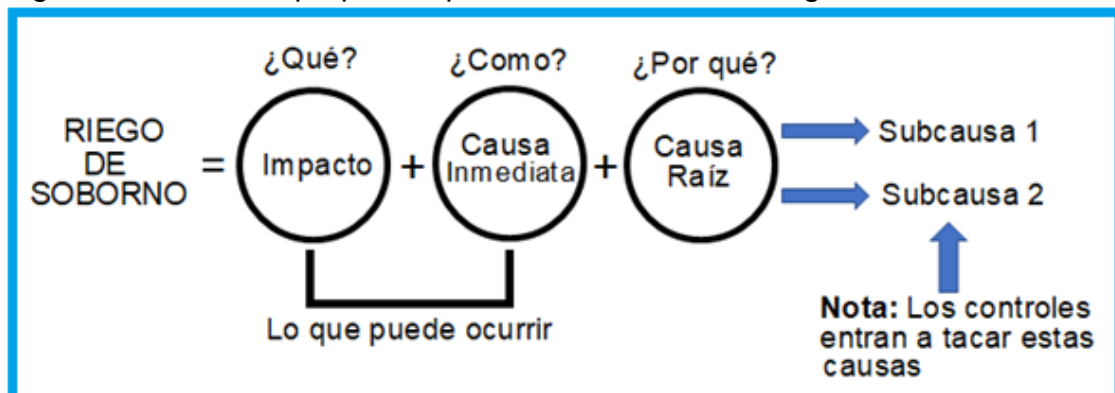 ¿Qué?
¿Como?
¿Por qué?
RIEGO
DE
SOBORNO
=
Impacto
+
Causa
Inmediata
+
Causa
Raíz
Subcausa 1
Subcausa 2
Lo que puede ocurrir
Nota: Los controles
entran a tacar estas
causas